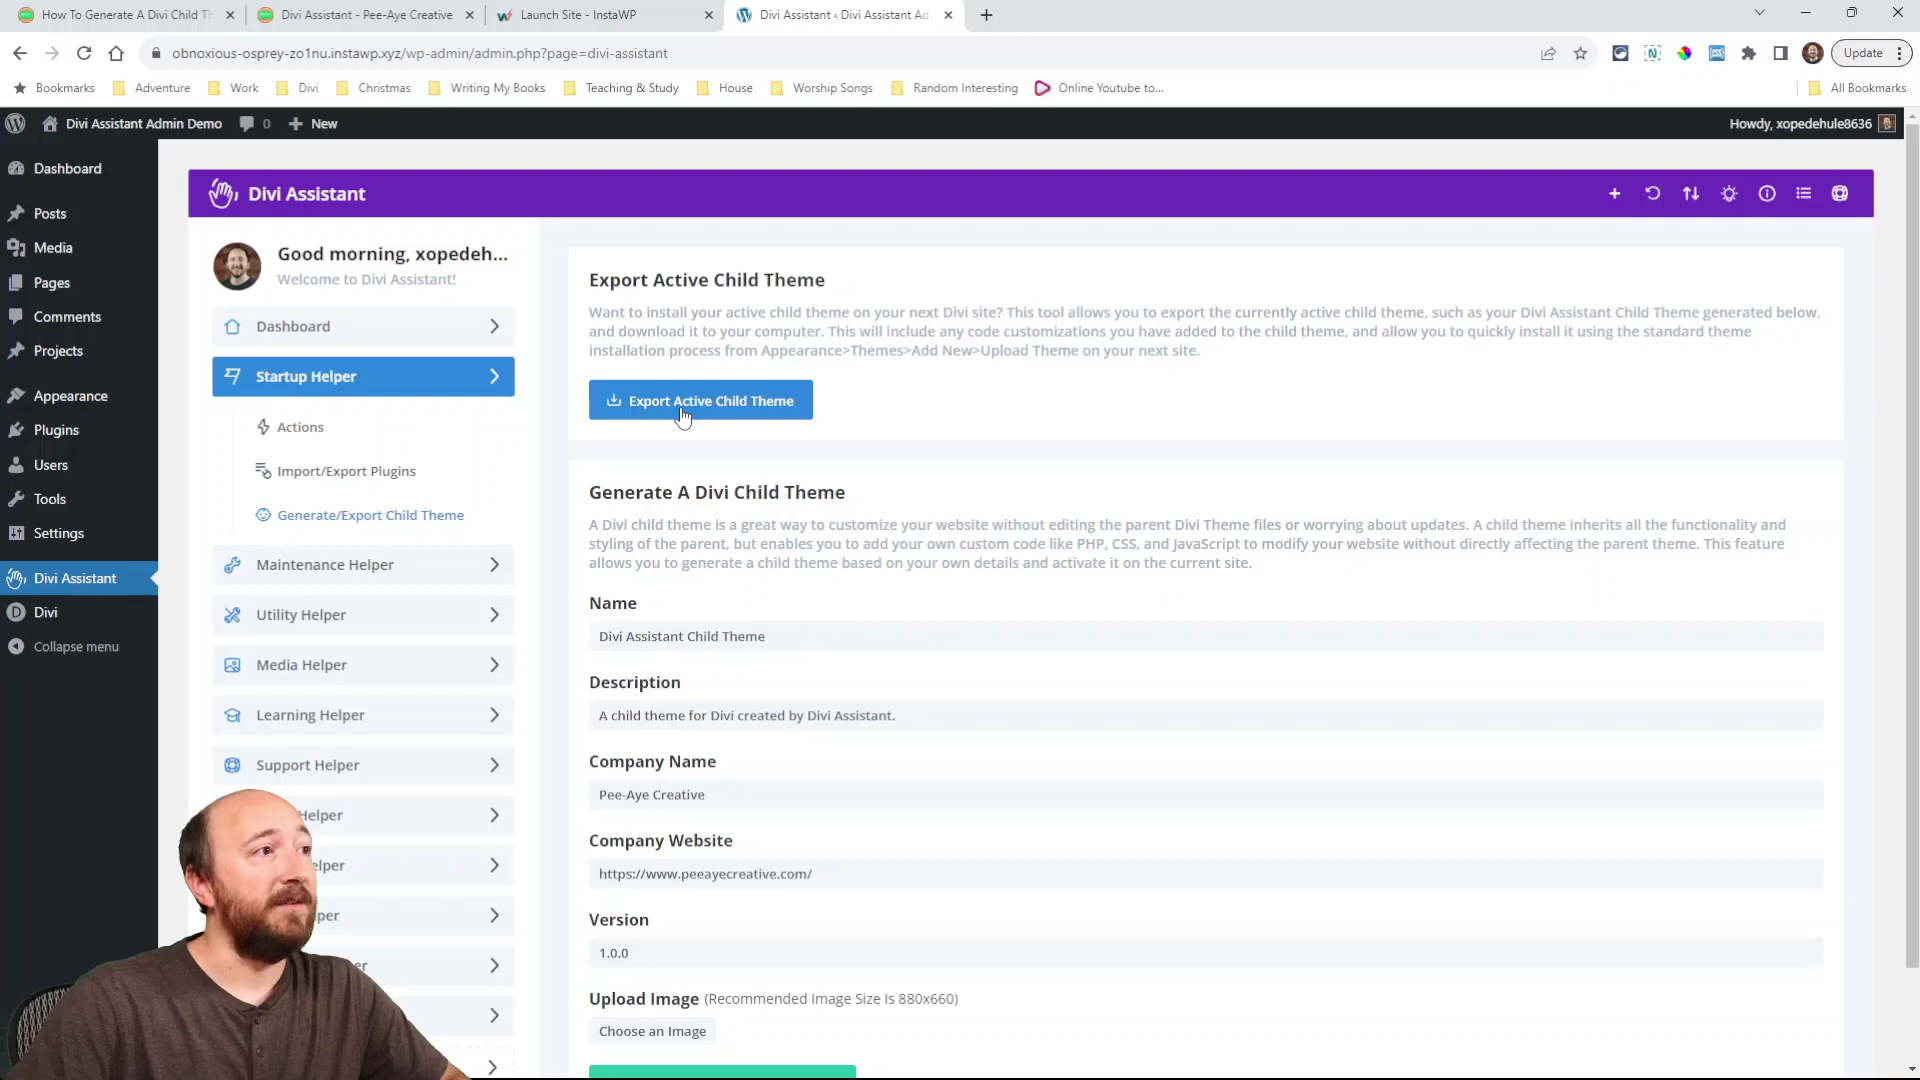 How To Generate A Divi Child Th
Divi Assistant - Pee-Aye Creative
Launch Site - InstaWP
Divi Assistant ‹ Divi Assistant Ad
obnoxious-osprey-zo1nu.instawp.xyz/wp-admin/admin.php?page=divi-assistant
Update
Bookmarks
Adventure
Work
Divi
Christmas
Writing My Books
Teaching & Study
House
Worship Songs
Random Interesting
Online Youtube to...
All Bookmarks
Divi Assistant Admin Demo
0
New
Howdy, xopedehule8636
Dashboard
Posts
Media
Pages
Comments
Projects
Appearance
Plugins
Users
Tools
Settings
Divi Assistant
Divi
Collapse menu
Divi Assistant
Good morning, xopedeh...
Welcome to Divi Assistant!
Dashboard
Startup Helper
Actions
Import/Export Plugins
Generate/Export Child Theme
Maintenance Helper
Utility Helper
Media Helper
Learning Helper
Support Helper
Helper
Export Active Child Theme
Want to install your active child theme on your next Divi site? This tool allows you to export the currently active child theme, such as your Divi Assistant Child Theme generated below,
and download it to your computer. This will include any code customizations you have added to the child theme, and allow you to quickly install it using the standard theme
installation process from Appearance>Themes>Add New>Upload Theme on your next site.
Export Active Child Theme
Generate A Divi Child Theme
A Divi child theme is a great way to customize your website without editing the parent Divi Theme files or worrying about updates. A child theme inherits all the functionality and
styling of the parent, but enables you to add your own custom code like PHP, CSS, and JavaScript to modify your website without directly affecting the parent theme. This feature
allows you to generate a child theme based on your own details and activate it on the current site.
Name
Divi Assistant Child Theme
Description
A child theme for Divi created by Divi Assistant.
Company Name
Pee-Aye Creative
Company Website
https://www.peeayecreative.com/
Version
1.0.0
Upload Image (Recommended Image Size Is 880x660)
Choose an Image